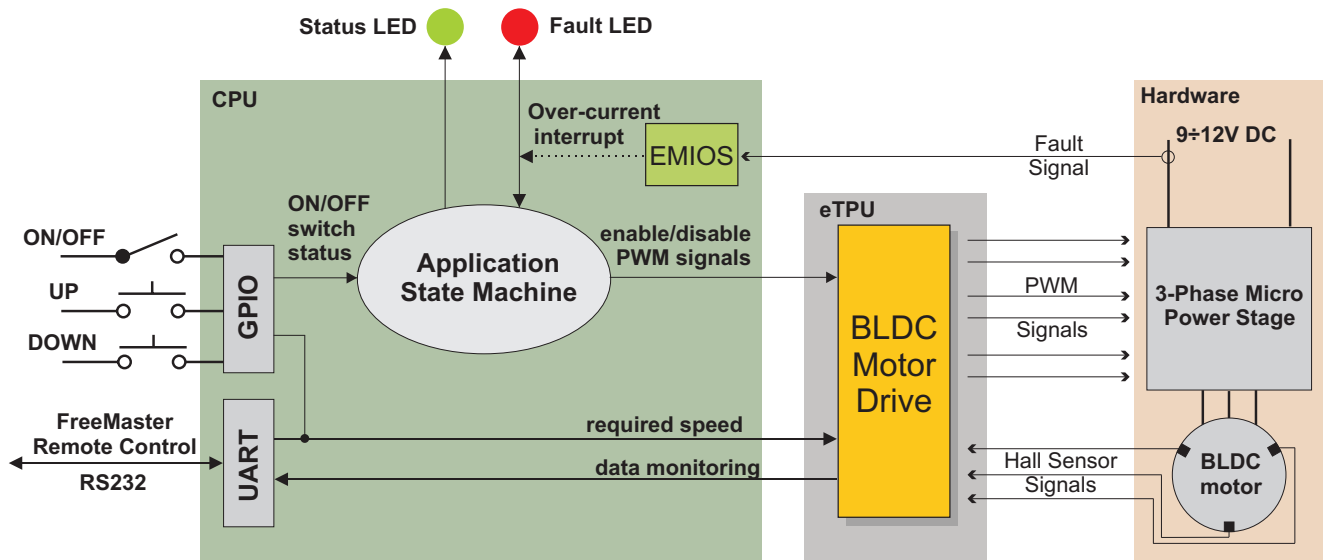 Status LED
Fault LED
CPU
Over-current
interrupt
EMIOS
Fault
Signal
Hardware
9÷12V DC
eTPU
ON/OFF
switch
status
ON/OFF
UP
DOWN
GPIO
Application
State Machine
enable/disable
PWM signals
BLDC
Motor
Drive
PWM
Signals
3-Phase Micro
Power Stage
FreeMaster
Remote Control
RS232
UART
required speed
data monitoring
Hall Sensor
Signals
BLDC
motor